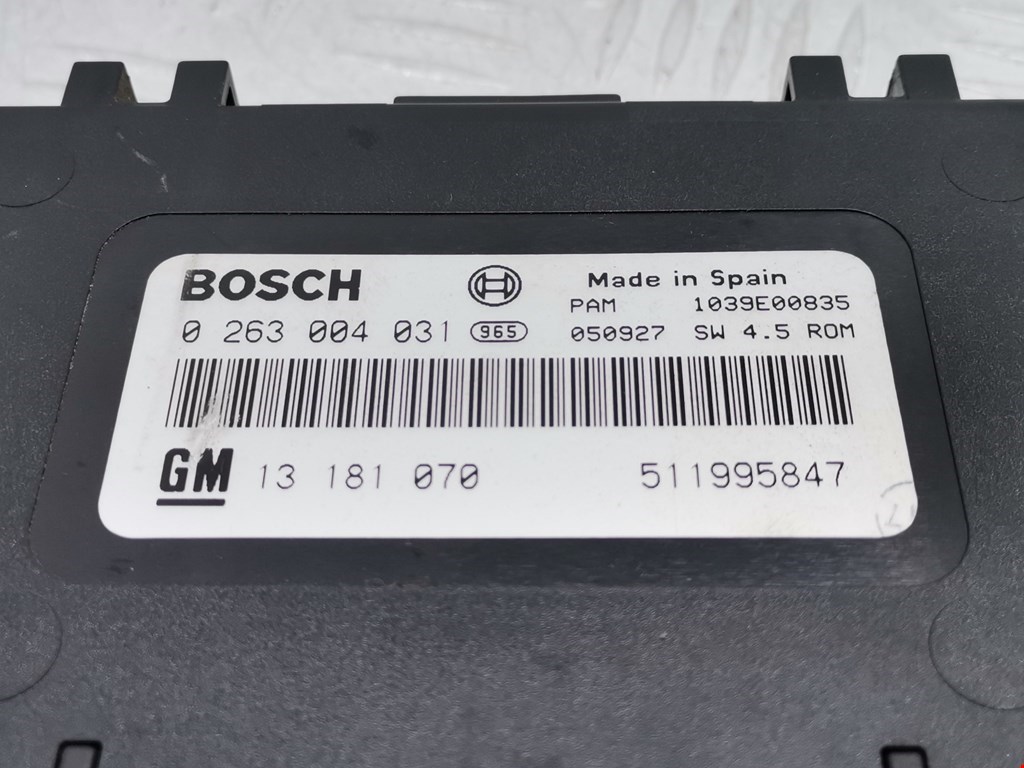 BOSCH Made in Spain
PAM 1039E00835
0 263 004 031 965 050927 SW 4.5 ROM
GM 13 181 070 511995847